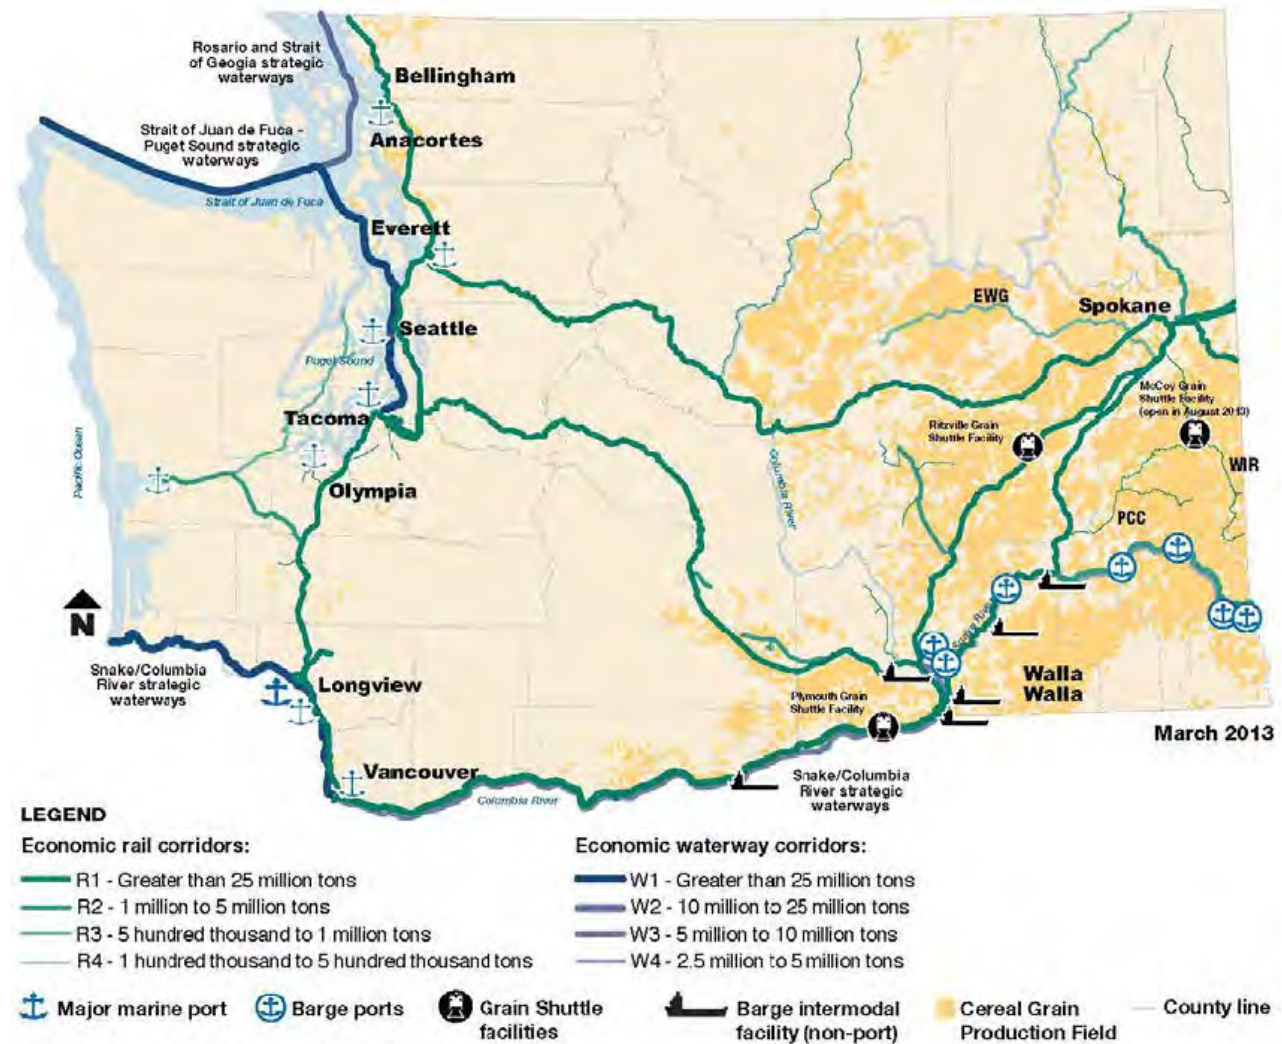 Rosario and Strait
of Geogia strategic
waterways
Bellingham
Strait of Juan de Fuca -
Puget Sound strategic
waterways
Anacortes
Strait of Juan de Fuca
Everett
EWG
Spokane
Seattle
Puget Sound
McCoy Grain
Shuttle Facility
(open in August 2013)
Tacoma
Ritzville Grain
Shuttle Facility
Pacific Ocean
Columbia River
WIR
Olympia
PCC
N
Snake River
Snake/Columbia
River strategic
waterways
Longview
Walla
Walla
Plymouth Grain
Shuttle Facility
March 2013
Vancouver
Columbia River
Snake/Columbia
River strategic
waterways
LEGEND
Economic rail corridors:
R1 - Greater than 25 million tons
R2 - 1 million to 5 million tons
R3 - 5 hundred thousand to 1 million tons
R4 - 1 hundred thousand to 5 hundred thousand tons
Economic waterway corridors:
W1 - Greater than 25 million tons
W2 - 10 million to 25 million tons
W3 - 5 million to 10 million tons
W4 - 2.5 million to 5 million tons
Major marine port
Barge ports
Grain Shuttle
facilities
Barge intermodal
facility (non-port)
Cereal Grain
Production Field
County line